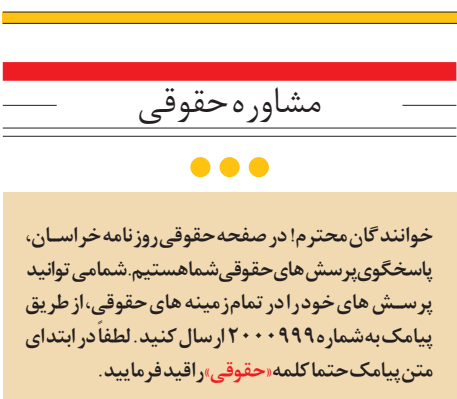 مشاوره حقوقی
خوانندگان محترم! در صفحه حقوقی روزنامه خراسان،
پاسخگوی پرسش های حقوقی شما هستیم. شما می توانید
پرسش های خود را در تمام زمینه های حقوقی، از طریق
پیامک به شماره ۲۰۰۰۹۹۹ ارسال کنید. لطفاً در ابتدای
متن پیامک حتما کلمه «حقوقی» را قید فرمایید.